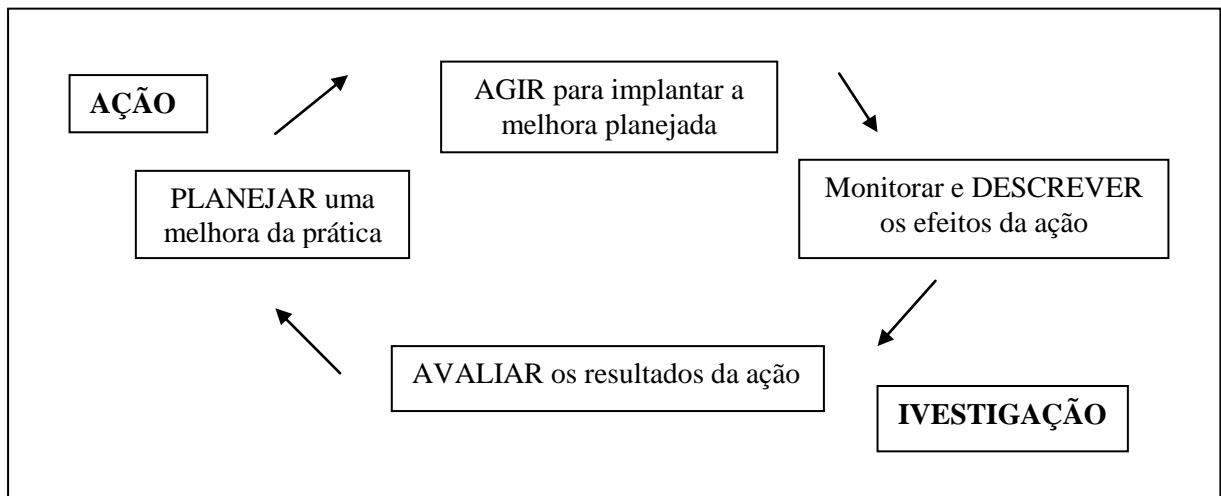 AÇÃO
AGIR para implantar a
melhora planejada
PLANEJAR uma
melhora da prática
Monitorar e DESCREVER
os efeitos da ação
AVALIAR os resultados da ação
IVESTIGAÇÃO